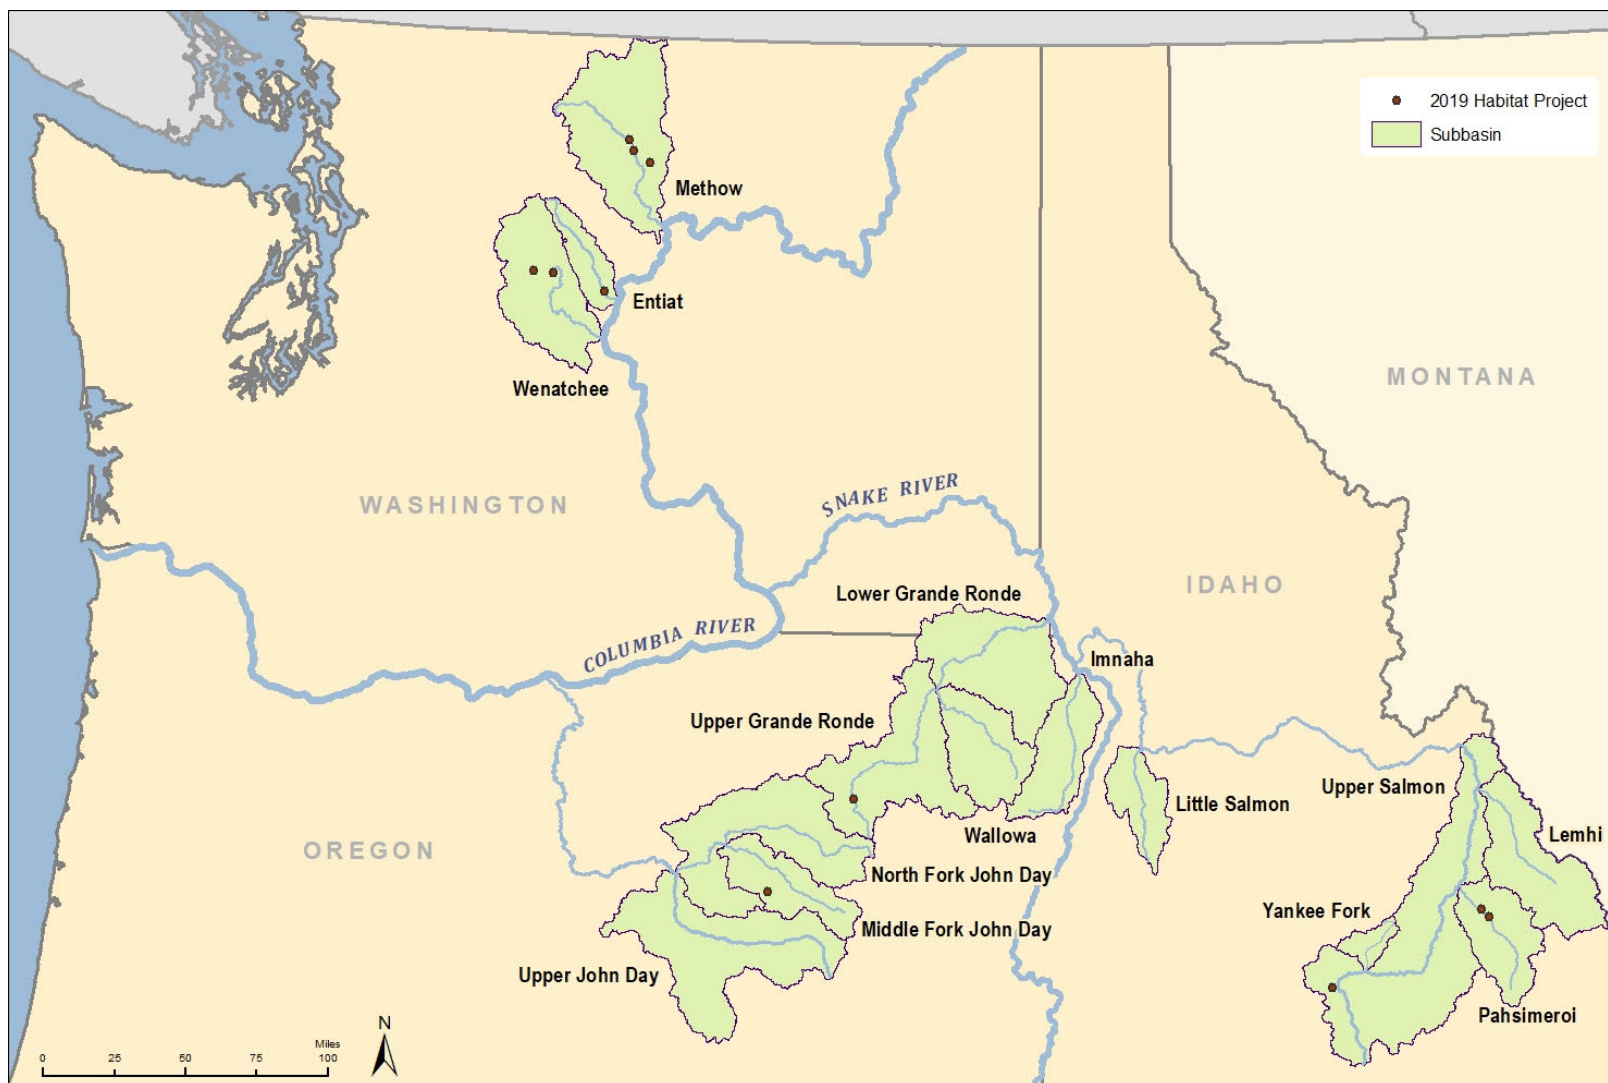 2019 Habitat Project
Subbasin
Methow
Entiat
Wenatchee
MONTANA
WASHINGTON
SNAKE RIVER
IDAHO
Lower Grande Ronde
COLUMBIA RIVER
Imnaha
Upper Grande Ronde
Upper Salmon
Little Salmon
Wallowa
Lemhi
OREGON
North Fork John Day
Yankee Fork
Middle Fork John Day
Upper John Day
Pahsimeroi
N
Miles
0 25 50 75 100